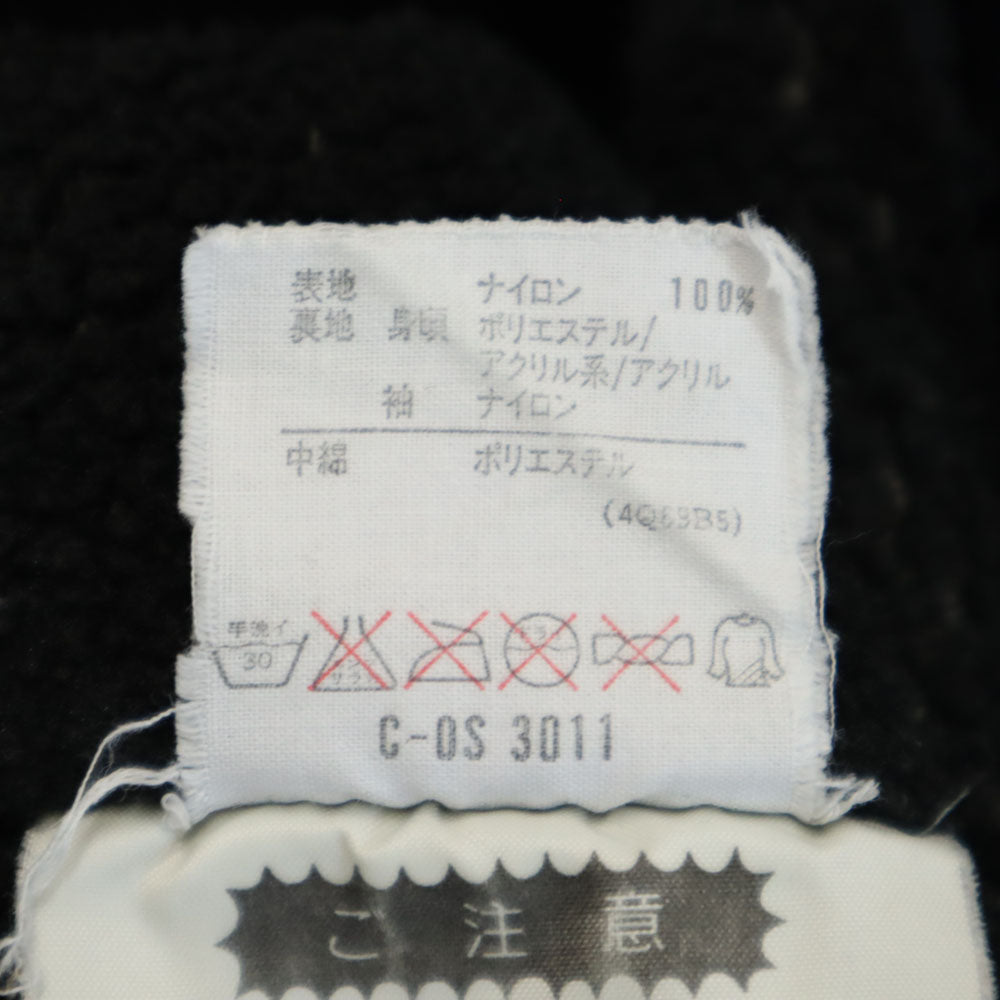 表地 ナイロン 100%
裏地 身頃 ポリエステル/
アクリル系/アクリル
袖 ナイロン
中綿 ポリエステル
(4Q63B5)
手洗イ
30
C-OS 3011
ご注意